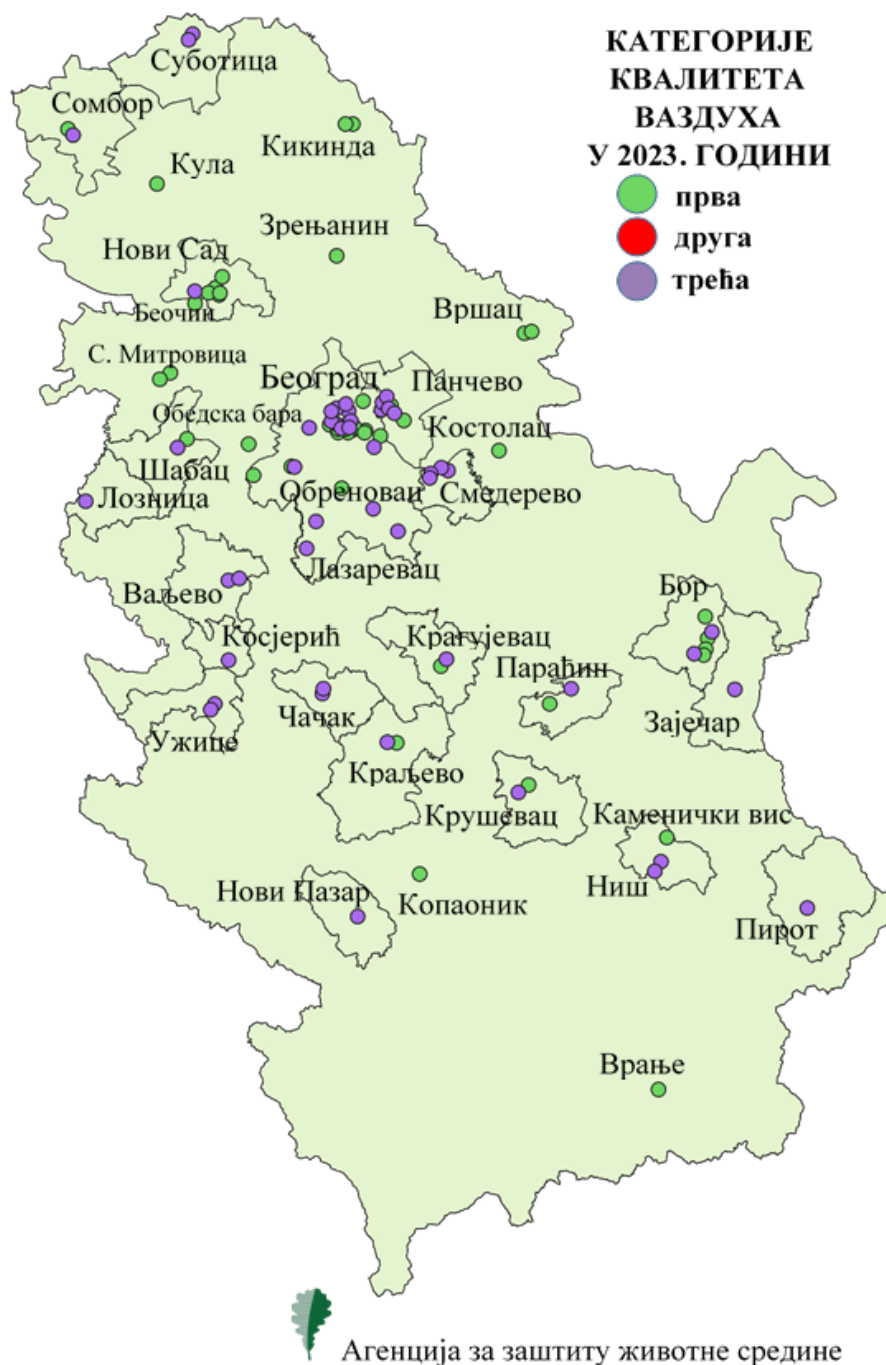 КАТЕГОРИЈЕ
КВАЛИТЕТА
ВАЗДУХА
У 2023. ГОДИНИ
прва
друга
трећа
Суботица
Сомбор
Кикинда
Кула
Зрењанин
Нови Сад
Беочин
Вршац
С. Митровица
Београд
Панчево
Обедска бара
Костолац
Шабац
Обреновац
Смедерево
Лозница
Лазаревац
Ваљево
Бор
Косјерић
Крагујевац
Параћин
Ужице
Чачак
Зајечар
Краљево
Крушевац
Каменички вис
Нови Пазар
Копаоник
Ниш
Пирот
Врање
Агенција за заштиту животне средине